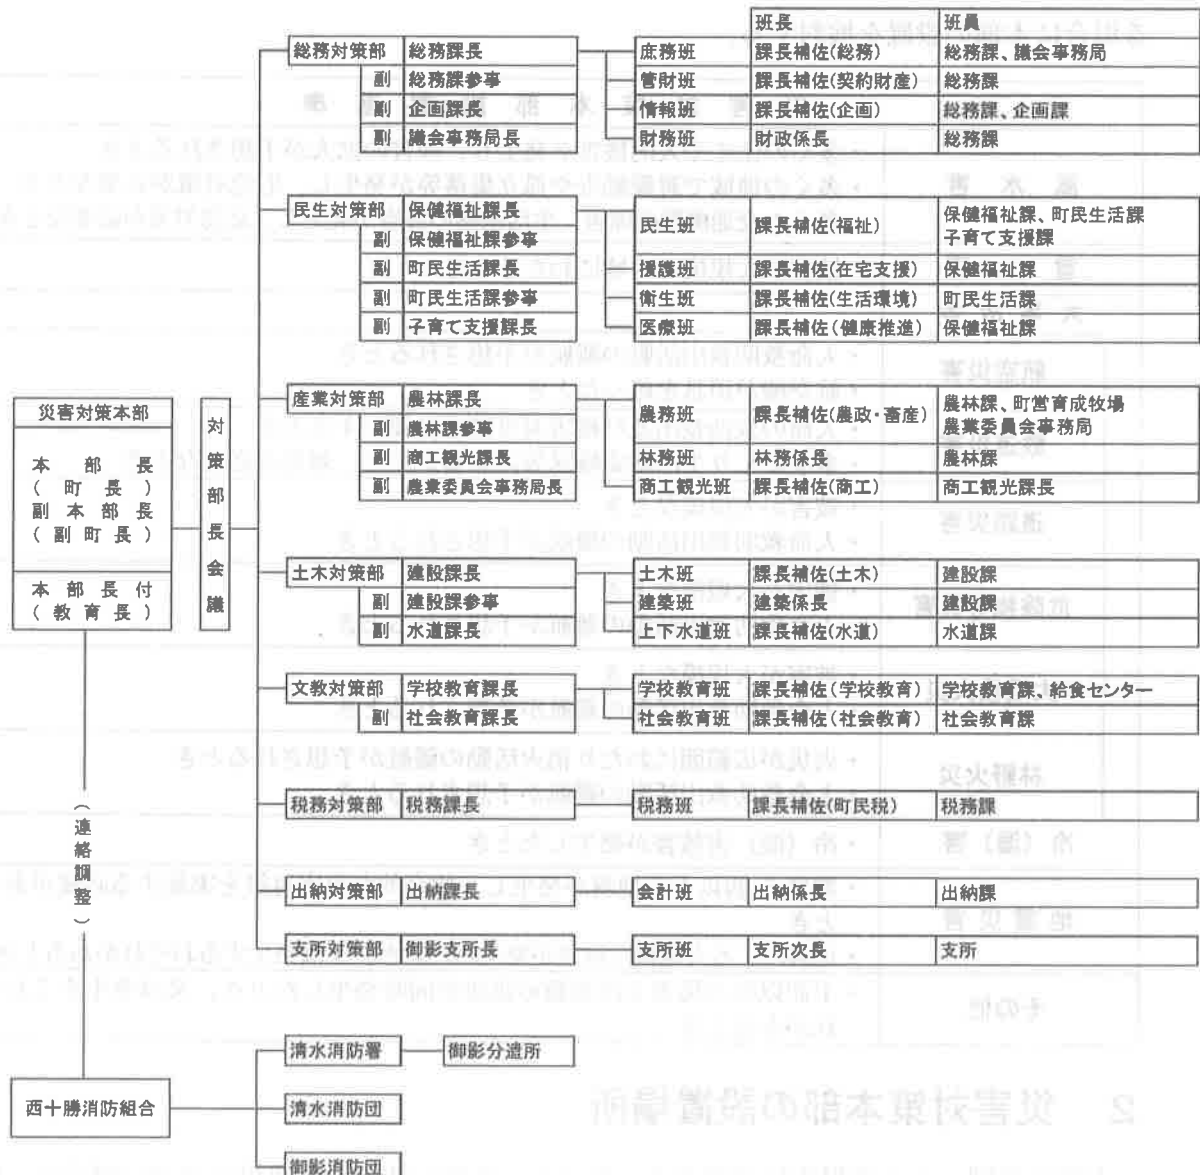 班長 班員
総務対策部 総務課長 庶務班 課長補佐(総務) 総務課、議会事務局
副 総務課参事 管財班 課長補佐(契約財産) 総務課
副 企画課長 情報班 課長補佐(企画) 総務課、企画課
副 議会事務局長 財務班 財政係長 総務課
民生対策部 保健福祉課長 民生班 課長補佐(福祉) 保健福祉課、町民生活課
子育て支援課
副 保健福祉課参事
副 町民生活課長 援護班 課長補佐(在宅支援) 保健福祉課
副 町民生活課参事 衛生班 課長補佐(生活環境) 町民生活課
副 子育て支援課長 医療班 課長補佐(健康推進) 保健福祉課
産業対策部 農林課長 農務班 課長補佐(農政・畜産) 農林課、町営育成牧場
農業委員会事務局
副 農林課参事
副 商工観光課長 林務班 林務係長 農林課
副 農業委員会事務局長 商工観光班 課長補佐(商工) 商工観光課長
災害対策本部
本部長
(町長)
副本部長
(副町長)
本部長付
(教育長)
対策部長会議
土木対策部 建設課長 土木班 課長補佐(土木) 建設課
副 建設課参事 建築班 建築係長 建設課
副 水道課長 上下水道班 課長補佐(水道) 水道課
文教対策部 学校教育課長 学校教育班 課長補佐(学校教育) 学校教育課、給食センター
副 社会教育課長 社会教育班 課長補佐(社会教育) 社会教育課
税務対策部 税務課長 税務班 課長補佐(町民税) 税務課
(連絡調整)
出納対策部 出納課長 会計班 出納係長 出納課
支所対策部 御影支所長 支所班 支所次長 支所
清水消防署 御影分遣所
西十勝消防組合 清水消防団
御影消防団